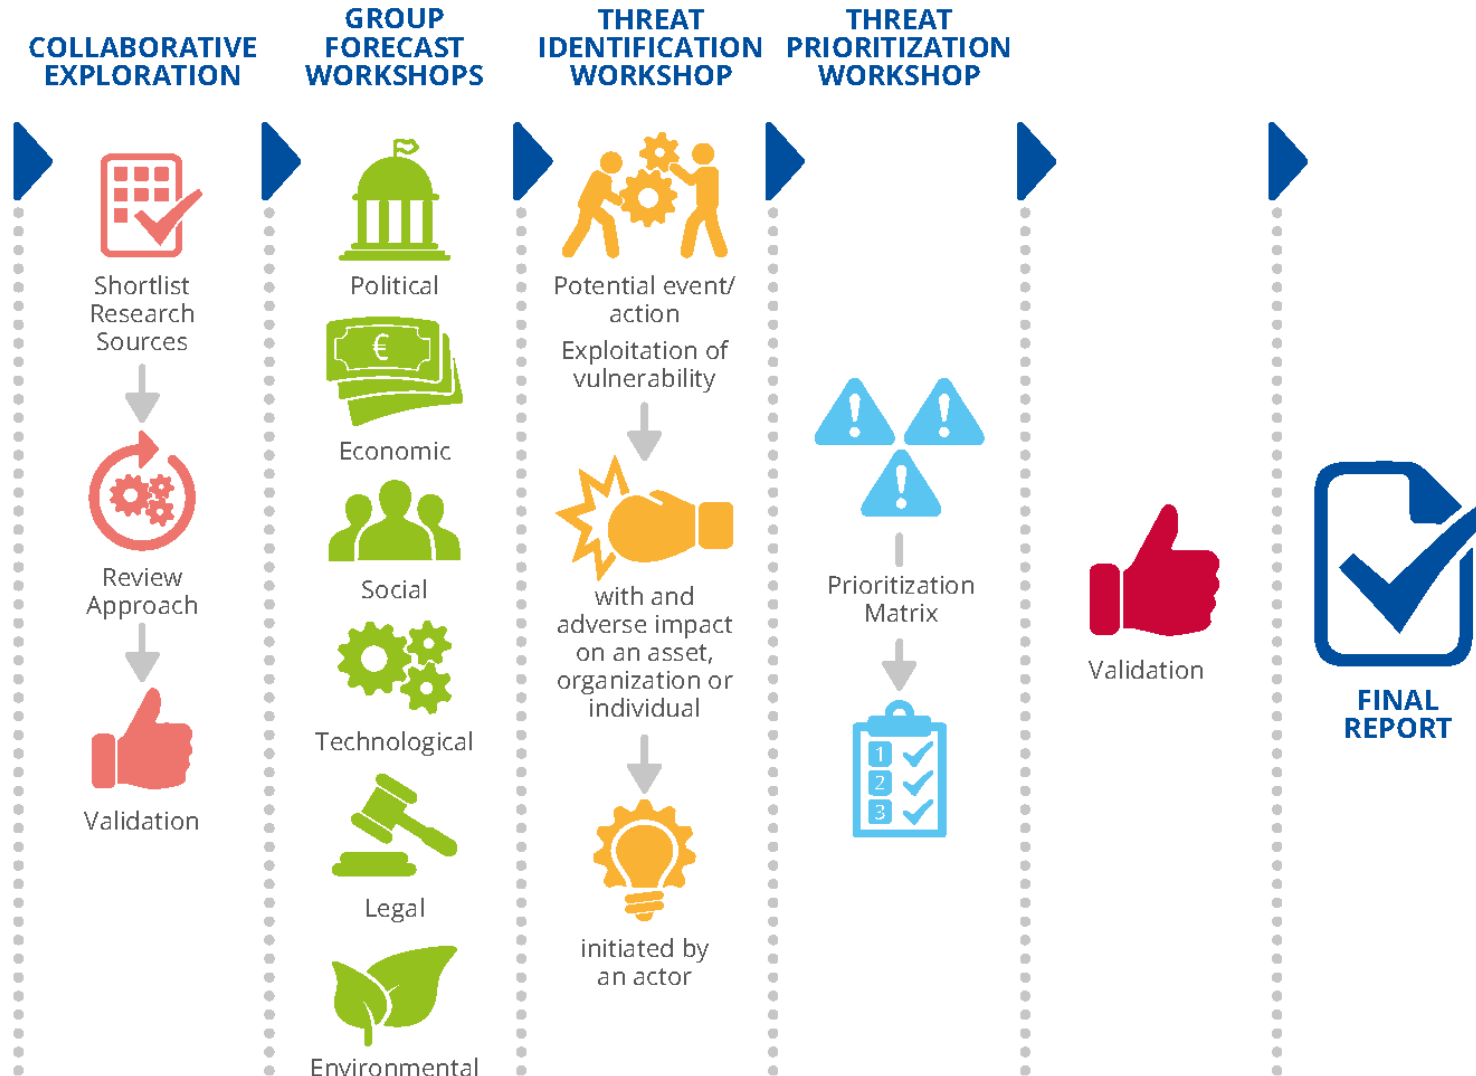 COLLABORATIVE
EXPLORATION
Shortlist
Research
Sources
Review
Approach
Validation
GROUP
FORECAST
WORKSHOPS
Political
€
Economic
Social
Technological
Legal
Environmental
THREAT
IDENTIFICATION
WORKSHOP
Potential event/
action
Exploitation of
vulnerability
with and
adverse impact
on an asset,
organization or
individual
initiated by
an actor
THREAT
PRIORITIZATION
WORKSHOP
! !
!
Prioritization
Matrix
1
2
3
Validation
FINAL
REPORT